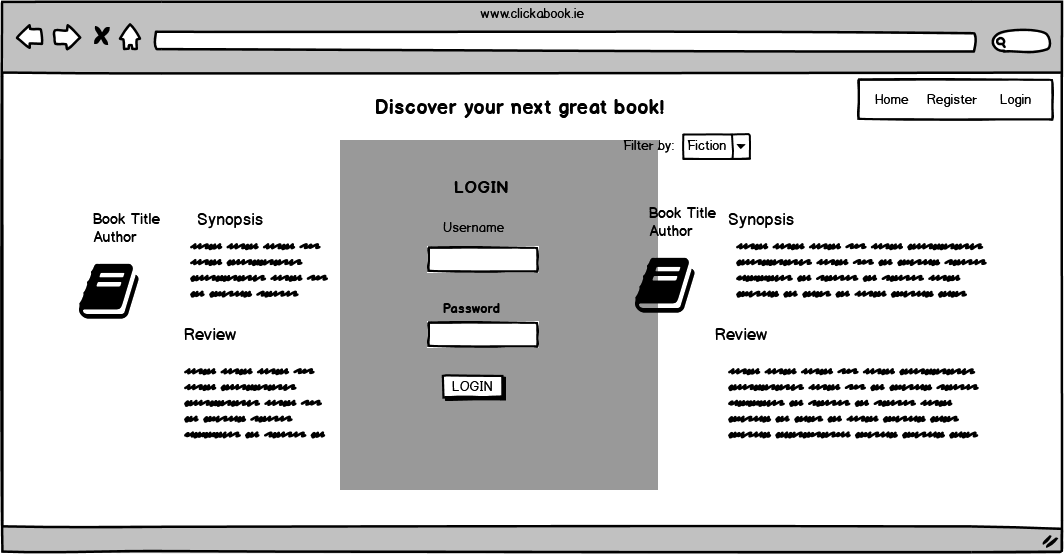 www.clickabook.ie
Home Register Login
Discover your next great book!
Filter by: Fiction
LOGIN
Username
Password
LOGIN
Book Title
Author
Synopsis
Review
Book Title
Author
Synopsis
Review